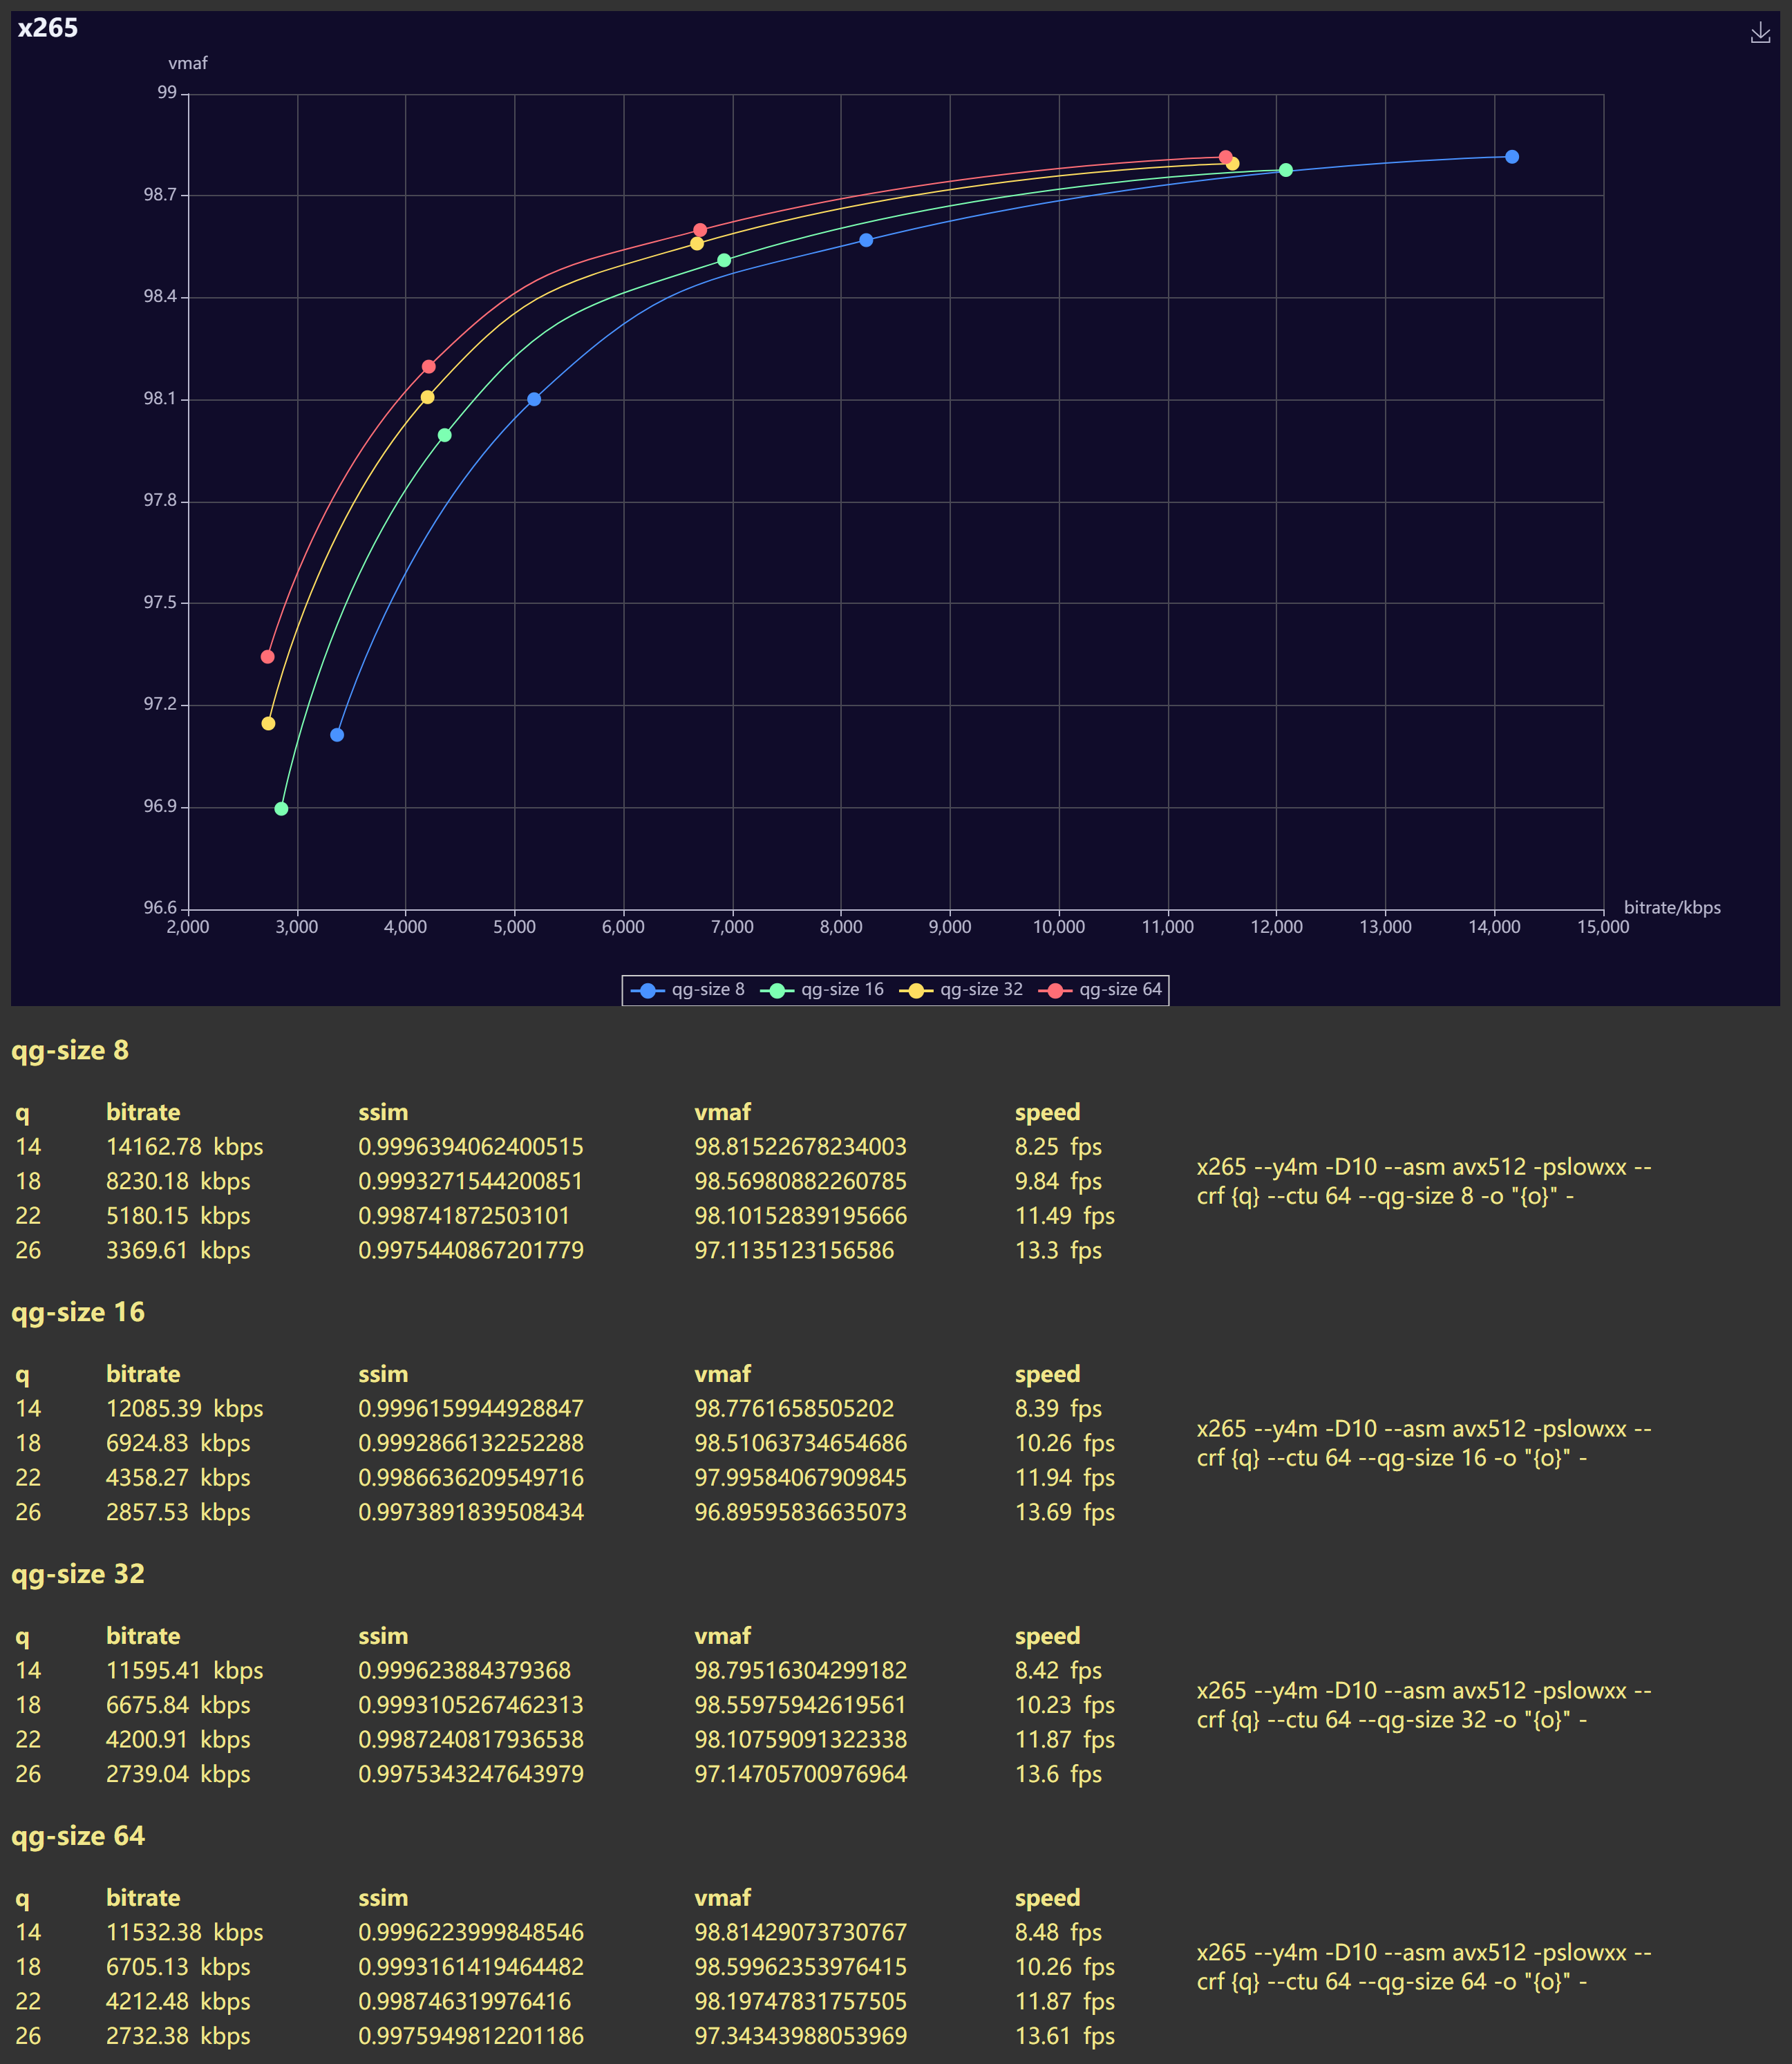 x265
vmaf
99
98.7
98.4
98.1
97.8
97.5
97.2
96.9
96.6
2,000 3,000 4,000 5,000 6,000 7,000 8,000 9,000 10,000 11,000 12,000 13,000 14,000 15,000
bitrate/kbps
qg-size 8 qg-size 16 qg-size 32 qg-size 64
qg-size 8
q bitrate ssim vmaf speed
14 14162.78 kbps 0.9996394062400515 98.81522678234003 8.25 fps
18 8230.18 kbps 0.9993271544200851 98.56980882260785 9.84 fps
22 5180.15 kbps 0.998741872503101 98.10152839195666 11.49 fps
26 3369.61 kbps 0.9975440867201779 97.1135123156586 13.3 fps
x265 --y4m -D10 --asm avx512 -pslowxx --
crf {q} --ctu 64 --qg-size 8 -o "{o}" -
qg-size 16
q bitrate ssim vmaf speed
14 12085.39 kbps 0.9996159944928847 98.7761658505202 8.39 fps
18 6924.83 kbps 0.9992866132252288 98.51063734654686 10.26 fps
22 4358.27 kbps 0.9986636209549716 97.99584067909845 11.94 fps
26 2857.53 kbps 0.9973891839508434 96.89595836635073 13.69 fps
x265 --y4m -D10 --asm avx512 -pslowxx --
crf {q} --ctu 64 --qg-size 16 -o "{o}" -
qg-size 32
q bitrate ssim vmaf speed
14 11595.41 kbps 0.999623884379368 98.79516304299182 8.42 fps
18 6675.84 kbps 0.9993105267462313 98.55975942619561 10.23 fps
22 4200.91 kbps 0.9987240817936538 98.10759091322338 11.87 fps
26 2739.04 kbps 0.9975343247643979 97.14705700976964 13.6 fps
x265 --y4m -D10 --asm avx512 -pslowxx --
crf {q} --ctu 64 --qg-size 32 -o "{o}" -
qg-size 64
q bitrate ssim vmaf speed
14 11532.38 kbps 0.9996223999848546 98.81429073730767 8.48 fps
18 6705.13 kbps 0.9993161419464482 98.59962353976415 10.26 fps
22 4212.48 kbps 0.998746319976416 98.19747831757505 11.87 fps
26 2732.38 kbps 0.9975949812201186 97.34343988053969 13.61 fps
x265 --y4m -D10 --asm avx512 -pslowxx --
crf {q} --ctu 64 --qg-size 64 -o "{o}" -